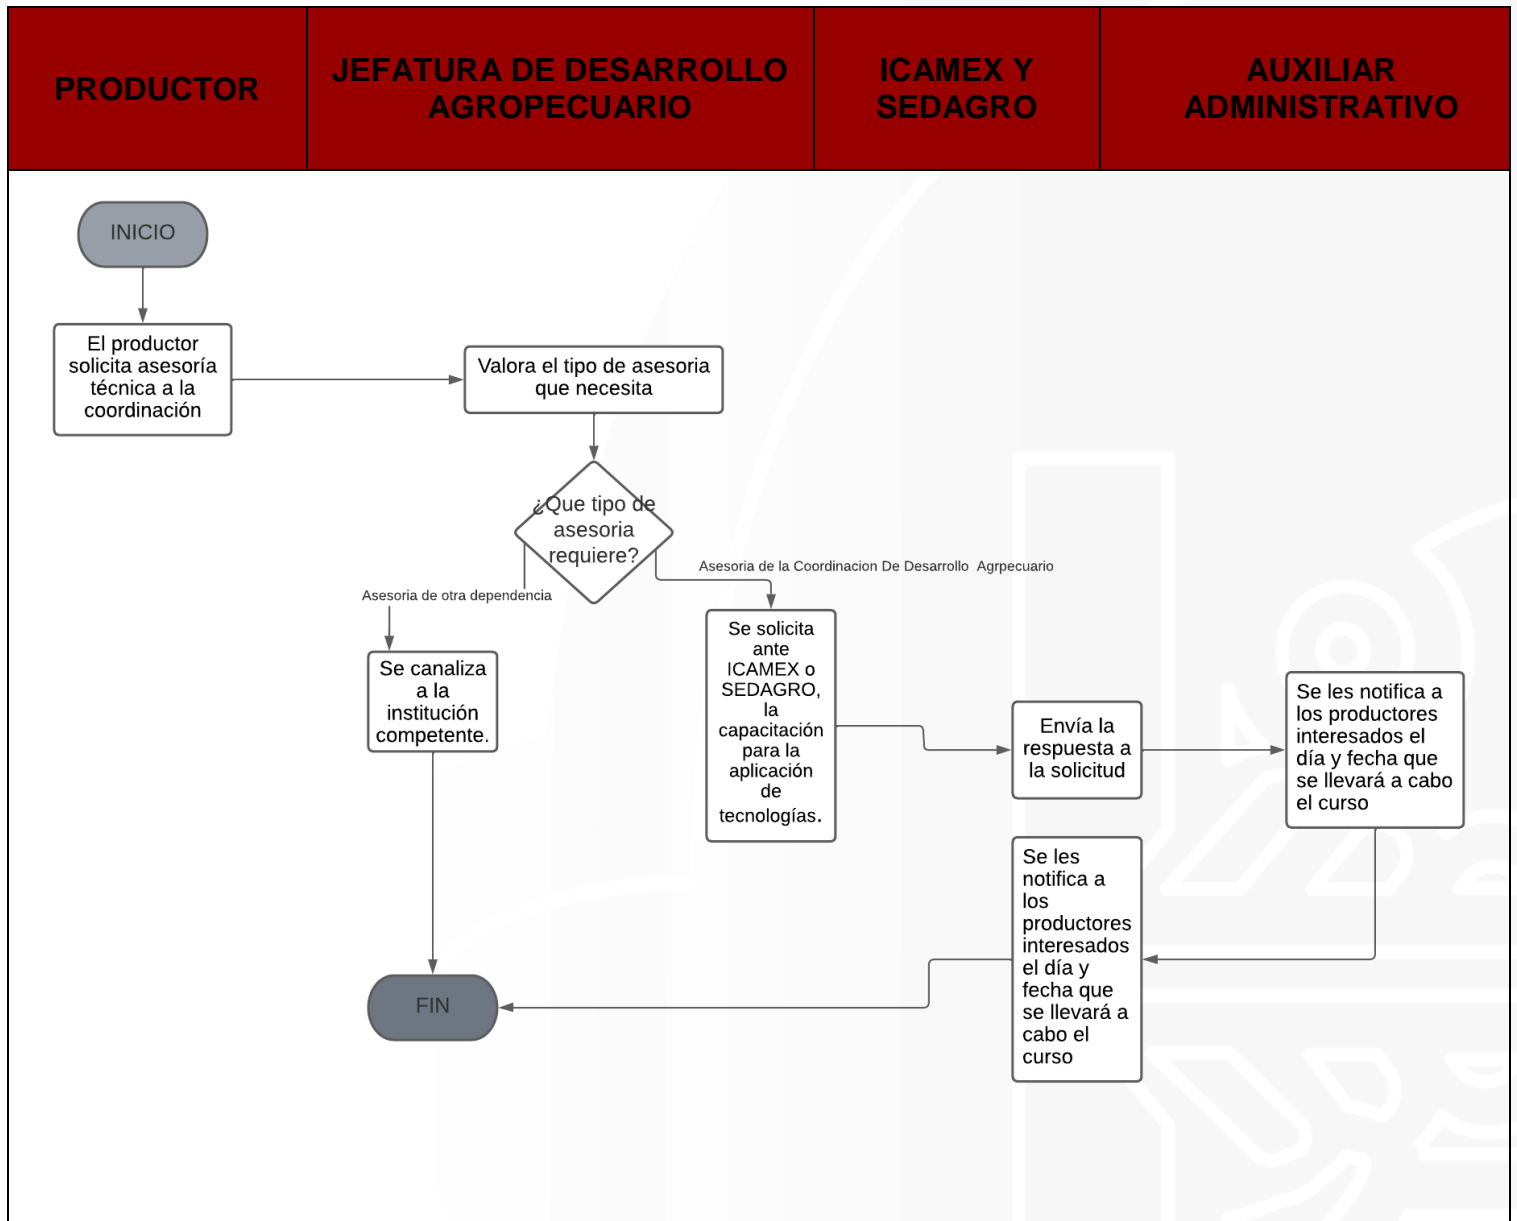 PRODUCTOR
JEFATURA DE DESARROLLO
AGROPECUARIO
ICAMEX Y
SEDAGRO
AUXILIAR
ADMINISTRATIVO
INICIO
El productor
solicita asesoría
técnica a la
coordinación
Valora el tipo de asesoria
que necesita
¿Que tipo de
asesoria
requiere?
Asesoria de otra dependencia
Asesoria de la Coordinacion De Desarrollo  Agrpecuario
Se canaliza
a la
institución
competente.
Se solicita
ante
ICAMEX o
SEDAGRO,
la
capacitación
para la
aplicación
de
tecnologías.
Envía la
respuesta a
la solicitud
Se les notifica a
los productores
interesados el
día y fecha que
se llevará a cabo
el curso
Se les
notifica a
los
productores
interesados
el día y
fecha que
se llevará a
cabo el
curso
FIN